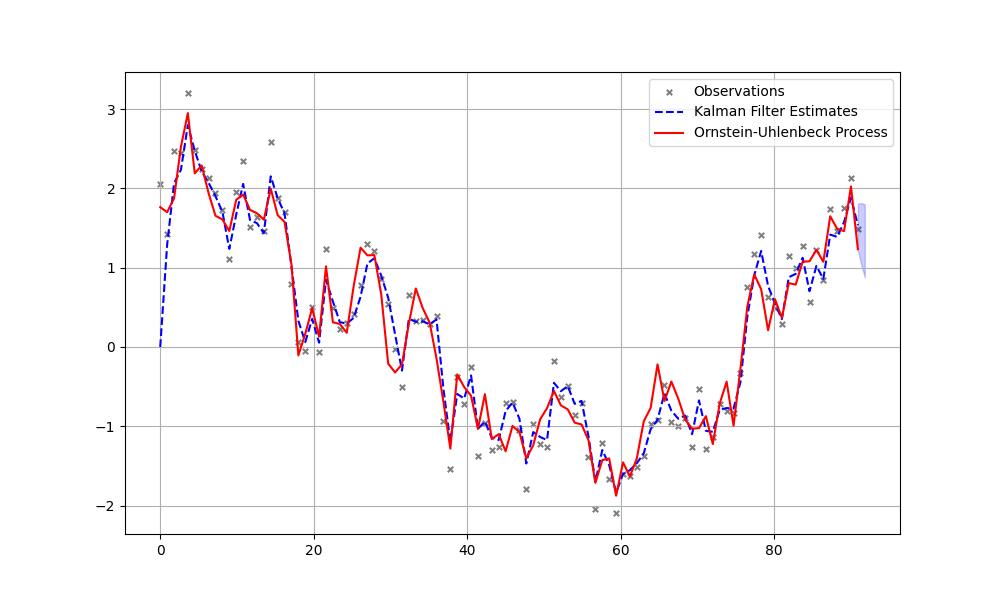 Observations
Kalman Filter Estimates
Ornstein-Uhlenbeck Process
3
2
1
0
−1
−2
0 20 40 60 80